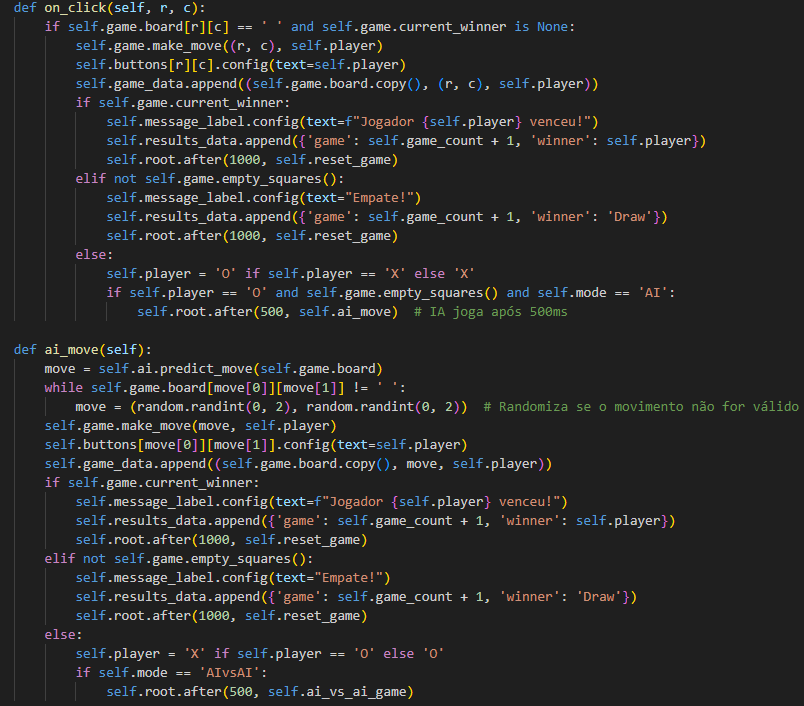 def on_click(self, r, c):
    if self.game.board[r][c] == ' ' and self.game.current_winner is None:
        self.game.make_move((r, c), self.player)
        self.buttons[r][c].config(text=self.player)
        self.game_data.append((self.game.board.copy(), (r, c), self.player))
        if self.game.current_winner:
            self.message_label.config(text=f"Jogador {self.player} venceu!")
            self.results_data.append({'game': self.game_count + 1, 'winner': self.player})
            self.root.after(1000, self.reset_game)
        elif not self.game.empty_squares():
            self.message_label.config(text="Empate!")
            self.results_data.append({'game': self.game_count + 1, 'winner': 'Draw'})
            self.root.after(1000, self.reset_game)
        else:
            self.player = 'O' if self.player == 'X' else 'X'
            if self.player == 'O' and self.game.empty_squares() and self.mode == 'AI':
                self.root.after(500, self.ai_move)  # IA joga após 500ms

def ai_move(self):
    move = self.ai.predict_move(self.game.board)
    while self.game.board[move[0]][move[1]] != ' ':
        move = (random.randint(0, 2), random.randint(0, 2))  # Randomiza se o movimento não for válido
    self.game.make_move(move, self.player)
    self.buttons[move[0]][move[1]].config(text=self.player)
    self.game_data.append((self.game.board.copy(), move, self.player))
    if self.game.current_winner:
        self.message_label.config(text=f"Jogador {self.player} venceu!")
        self.results_data.append({'game': self.game_count + 1, 'winner': self.player})
        self.root.after(1000, self.reset_game)
    elif not self.game.empty_squares():
        self.message_label.config(text="Empate!")
        self.results_data.append({'game': self.game_count + 1, 'winner': 'Draw'})
        self.root.after(1000, self.reset_game)
    else:
        self.player = 'X' if self.player == 'O' else 'O'
        if self.mode == 'AIvsAI':
            self.root.after(500, self.ai_vs_ai_game)